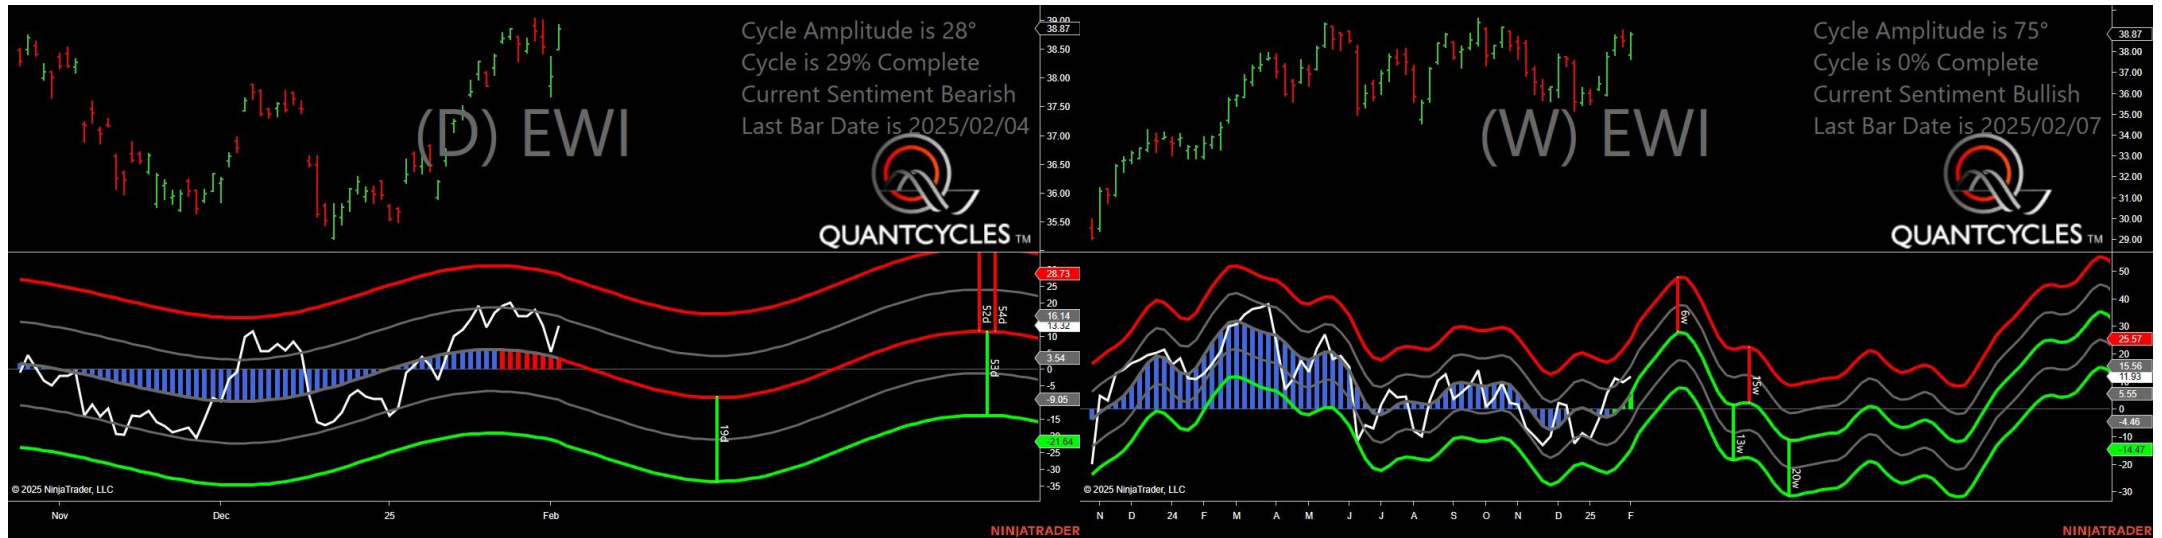 Cycle Amplitude is 28°
Cycle is 29% Complete
Current Sentiment Bearish
Last Bar Date is 2025/02/04
(D) EWI
QUANTCYCLES TM
39.00
38.87
38.50
38.00
37.50
37.00
36.50
36.00
35.50
28.73
25
20
16.14
13.32
10
5
3.54
0
-5
-9.05
-15
-21.64
-25
-30
-35
52d
54d
53d
19d
© 2025 NinjaTrader, LLC
Nov
Dec
25
Feb
NINJATRADER
Cycle Amplitude is 75°
Cycle is 0% Complete
Current Sentiment Bullish
Last Bar Date is 2025/02/07
(W) EWI
QUANTCYCLES TM
38.87
38.00
37.00
36.00
35.00
34.00
33.00
32.00
31.00
30.00
29.00
50
40
30
25.57
20
15.56
11.93
5.55
0
-4.46
-10
-14.47
-20
-30
6w
15w
13w
20w
© 2025 NinjaTrader, LLC
N D 24 F M A M J J A S O N D 25 F
NINJATRADER